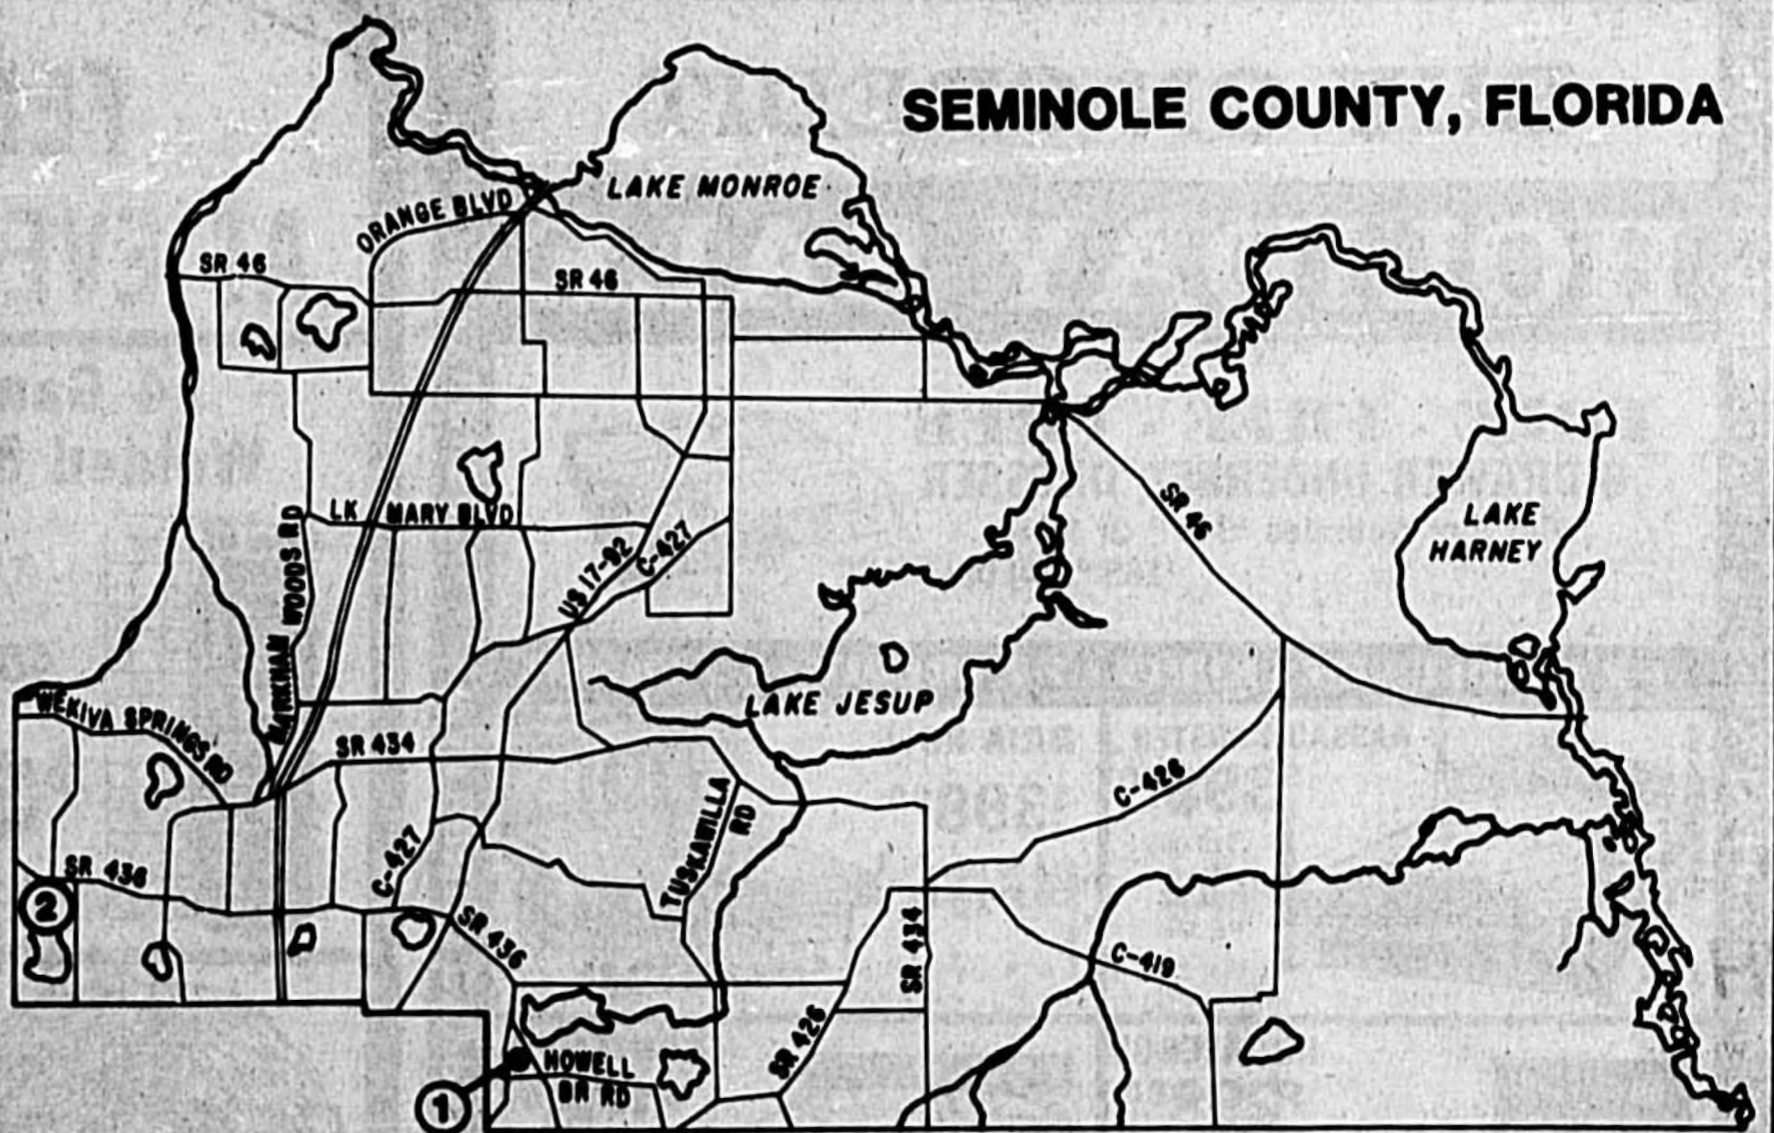 SEMINOLE COUNTY, FLORIDA
LAKE MONROE
ORANGE BLVD
SR 46
SR 46
LK MARY BLVD
MARKHAM WOODS RD
US 17-92
C-427
SR 46
LAKE
HARNEY
LAKE JESUP
WEKIVA SPRINGS RD
SR 434
C-426
TUSKAWILLA
RD
C-427
SR 436
2
SR 436
SR 434
C-419
SR 426
HOWELL
BR RD
1